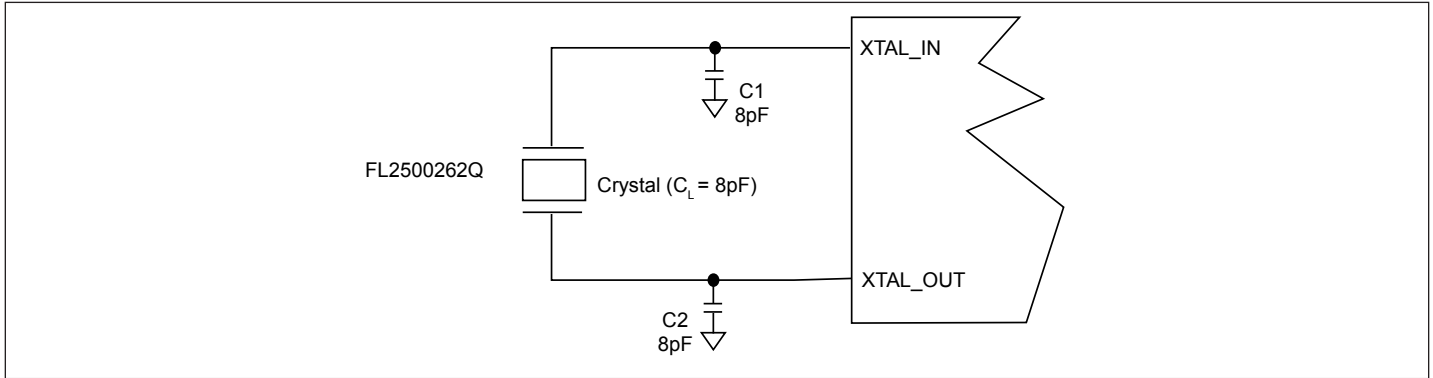 XTAL_IN
C1
8pF
FL2500262Q
Crystal (CL = 8pF)
XTAL_OUT
C2
8pF